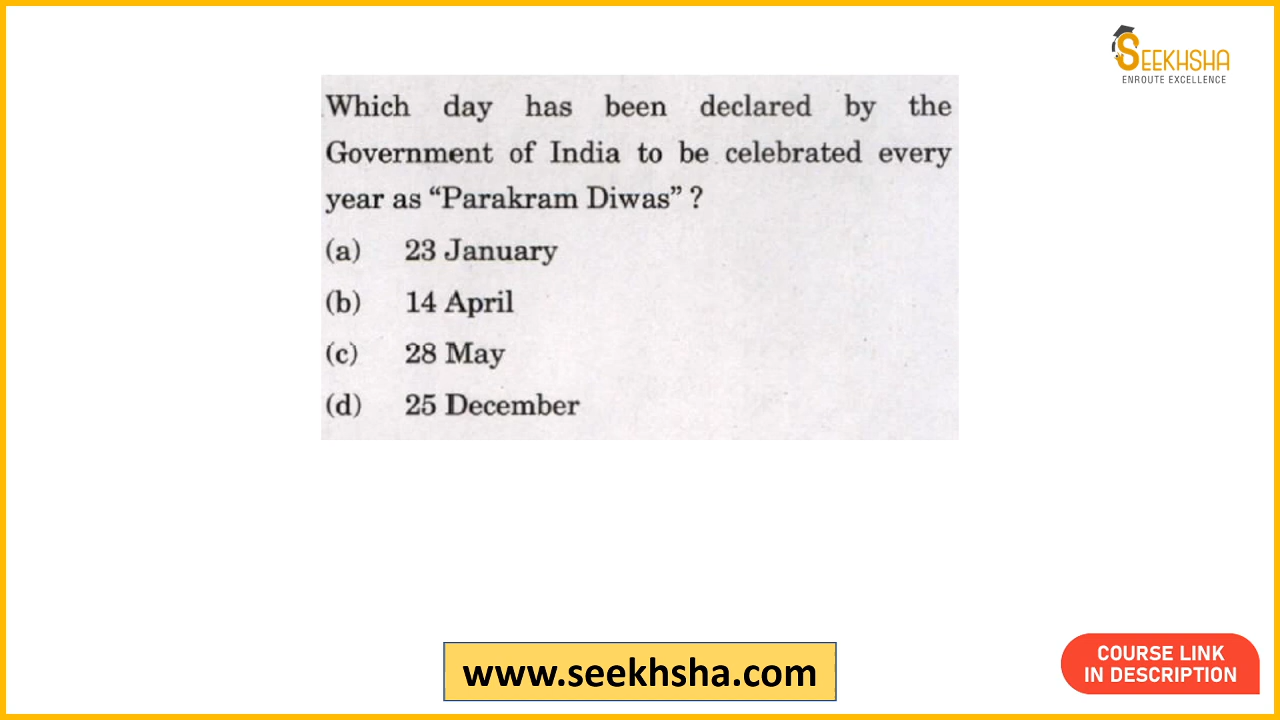 SEEKHSHA
ENROUTE EXCELLENCE
Which day has been declared by the
Government of India to be celebrated every
year as “Parakram Diwas” ?
(a) 23 January
(b) 14 April
(c) 28 May
(d) 25 December
www.seekhsha.com
COURSE LINK
IN DESCRIPTION